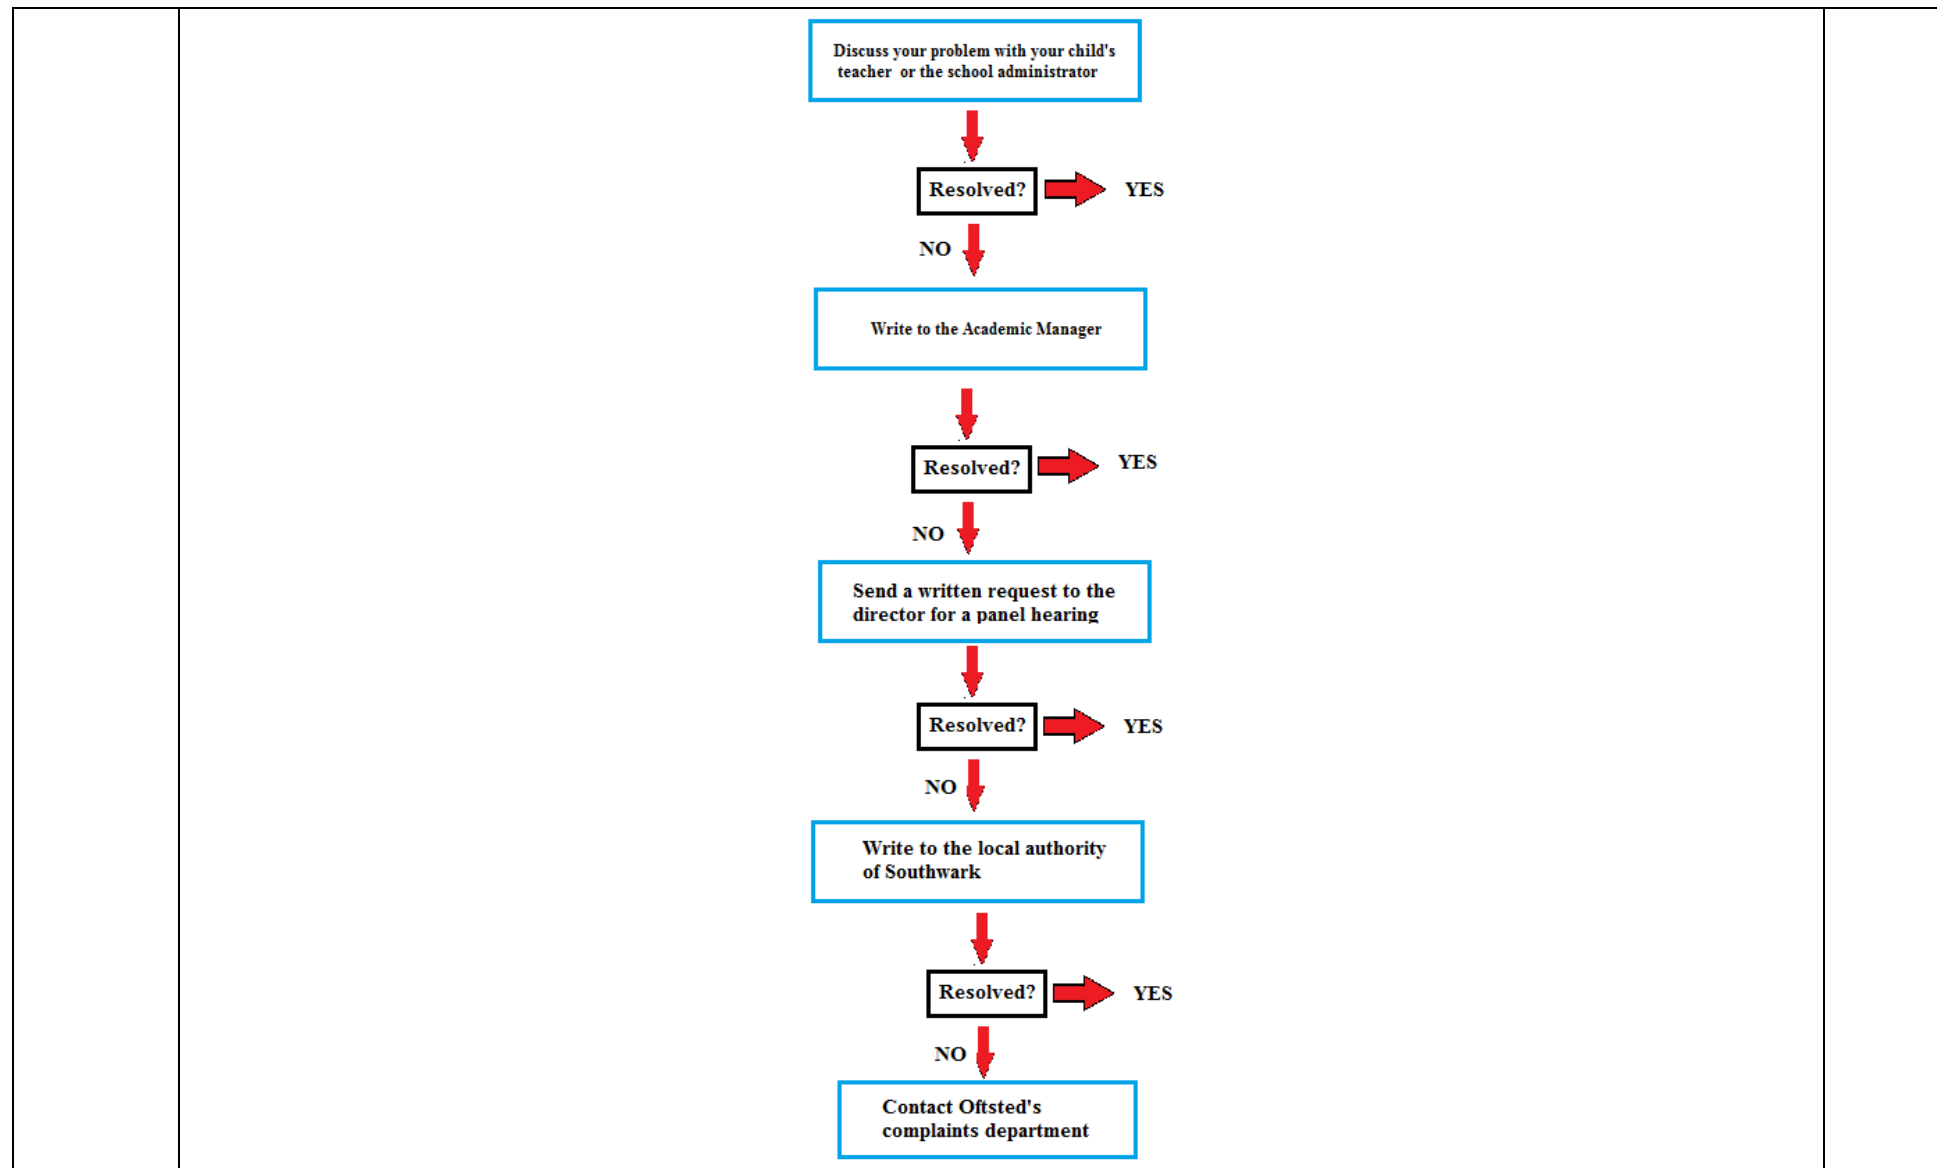 Discuss your problem with your child's
teacher or the school administrator
Resolved?
YES
NO
Write to the Academic Manager
Resolved?
YES
NO
Send a written request to the
director for a panel hearing
Resolved?
YES
NO
Write to the local authority
of Southwark
Resolved?
YES
NO
Contact Oftsted's
complaints department